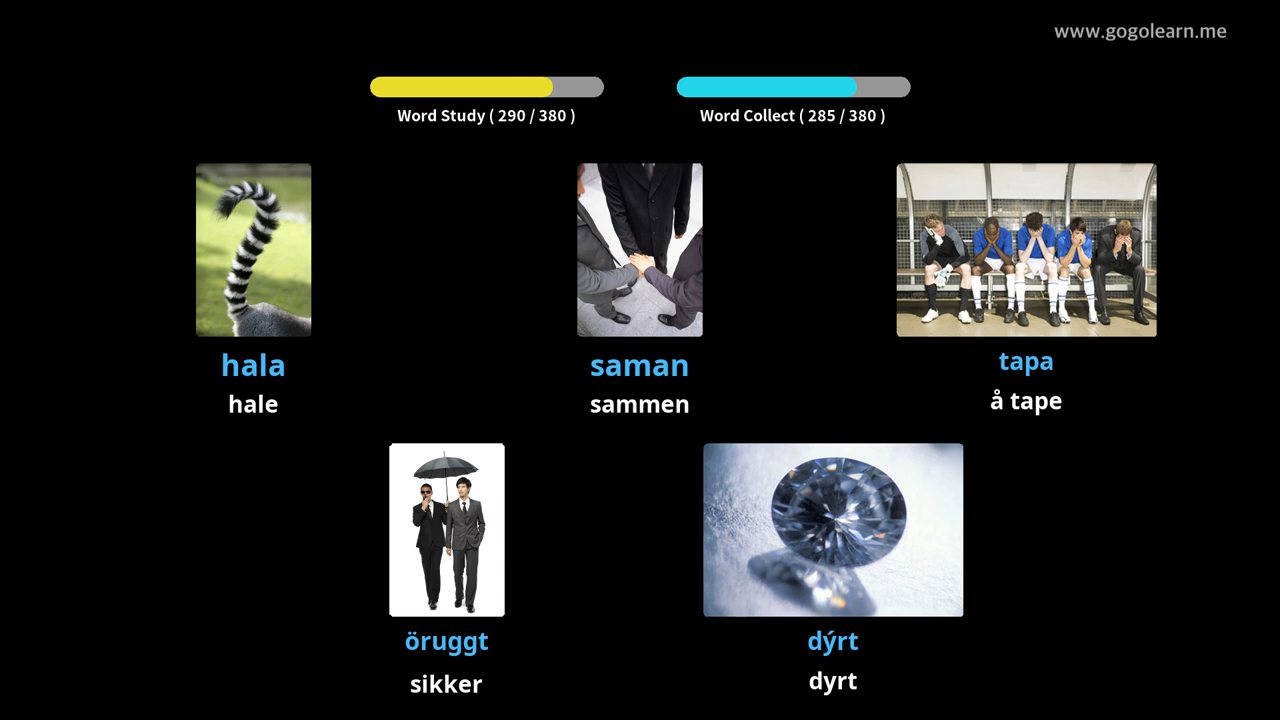 www.gogolearn.me
Word Study ( 290 / 380 )
Word Collect ( 285 / 380 )
hala
hale
saman
sammen
tapa
å tape
öruggt
sikker
dýrt
dyrt